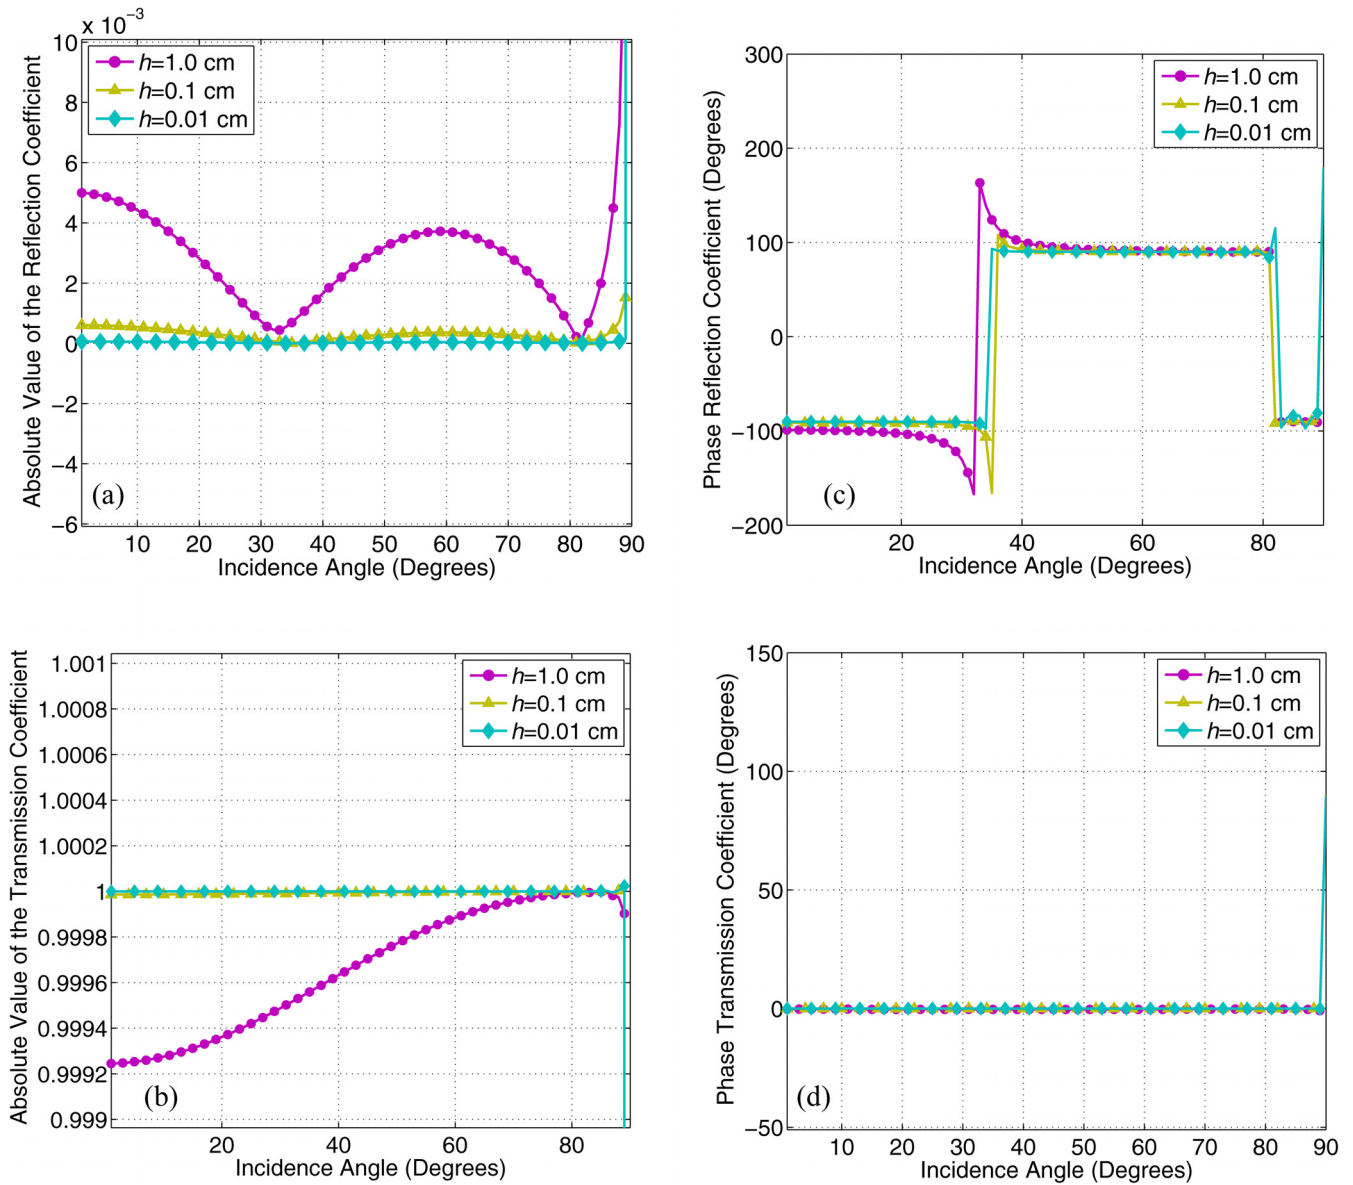 x 10⁻³
10
8
6
4
2
0
−2
−4
−6
Absolute Value of the Reflection Coefficient
h=1.0 cm
h=0.1 cm
h=0.01 cm
(a)
10 20 30 40 50 60 70 80 90
Incidence Angle (Degrees)
300
200
100
0
−100
−200
Phase Reflection Coefficient (Degrees)
h=1.0 cm
h=0.1 cm
h=0.01 cm
(c)
20 40 60 80
Incidence Angle (Degrees)
1.001
1.0008
1.0006
1.0004
1.0002
1
0.9998
0.9996
0.9994
0.9992
0.999
Absolute Value of the Transmission Coefficient
h=1.0 cm
h=0.1 cm
h=0.01 cm
(b)
20 40 60 80
Incidence Angle (Degrees)
150
100
50
0
−50
Phase Transmission Coefficient (Degrees)
h=1.0 cm
h=0.1 cm
h=0.01 cm
(d)
10 20 30 40 50 60 70 80 90
Incidence Angle (Degrees)